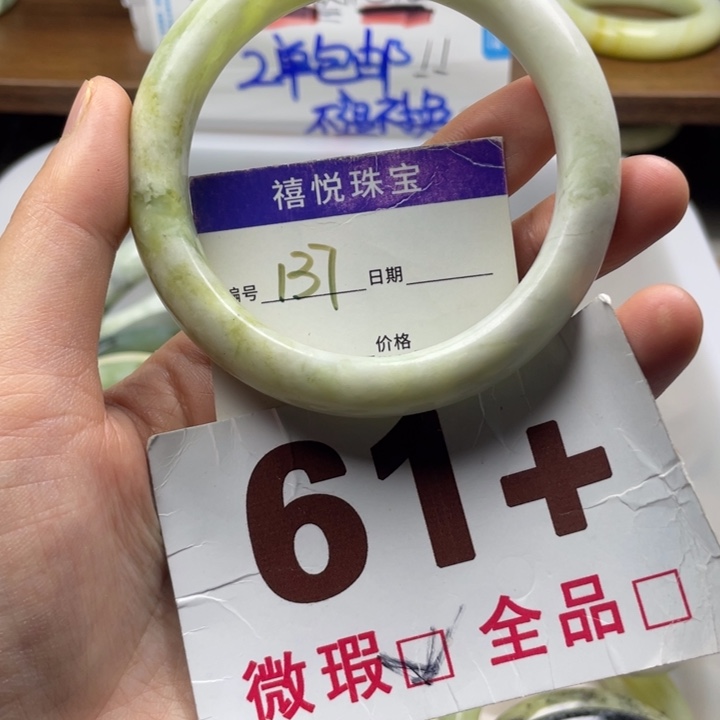 2单包邮!!
不退不换
禧悦珠宝
编号 137 日期
价格
61+
微瑕☑ 全品□